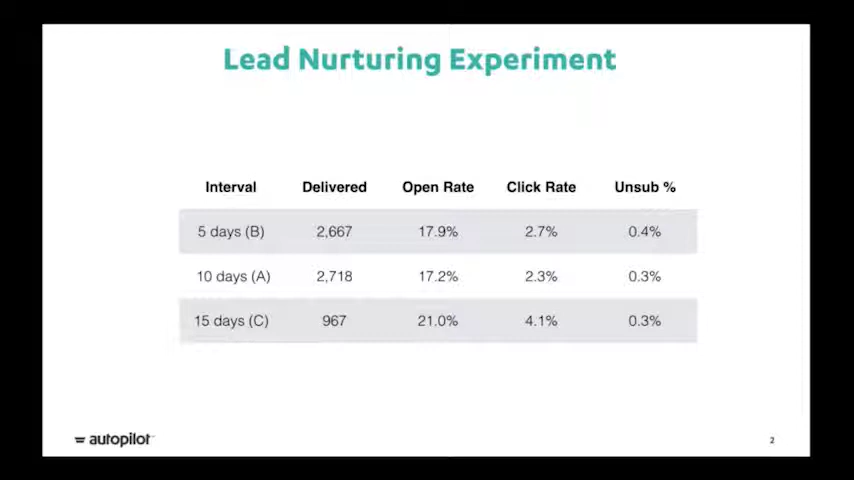 Lead Nurturing Experiment
Interval Delivered Open Rate Click Rate Unsub %
5 days (B) 2,667 17.9% 2.7% 0.4%
10 days (A) 2,718 17.2% 2.3% 0.3%
15 days (C) 967 21.0% 4.1% 0.3%
autopilot
2